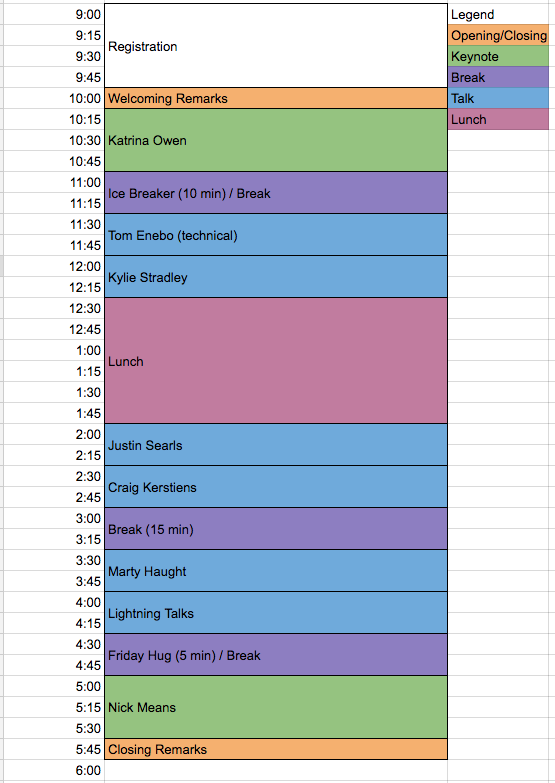 9:00 Legend
9:15 Opening/Closing
Registration
9:30 Keynote
9:45 Break
10:00 Welcoming Remarks Talk
10:15 Lunch
10:30 Katrina Owen
10:45
11:00
Ice Breaker (10 min) / Break
11:15
11:30
Tom Enebo (technical)
11:45
12:00
Kylie Stradley
12:15
12:30
12:45
1:00
Lunch
1:15
1:30
1:45
2:00
Justin Searls
2:15
2:30
Craig Kerstiens
2:45
3:00
Break (15 min)
3:15
3:30
Marty Haught
3:45
4:00
Lightning Talks
4:15
4:30
Friday Hug (5 min) / Break
4:45
5:00
5:15 Nick Means
5:30
5:45 Closing Remarks
6:00